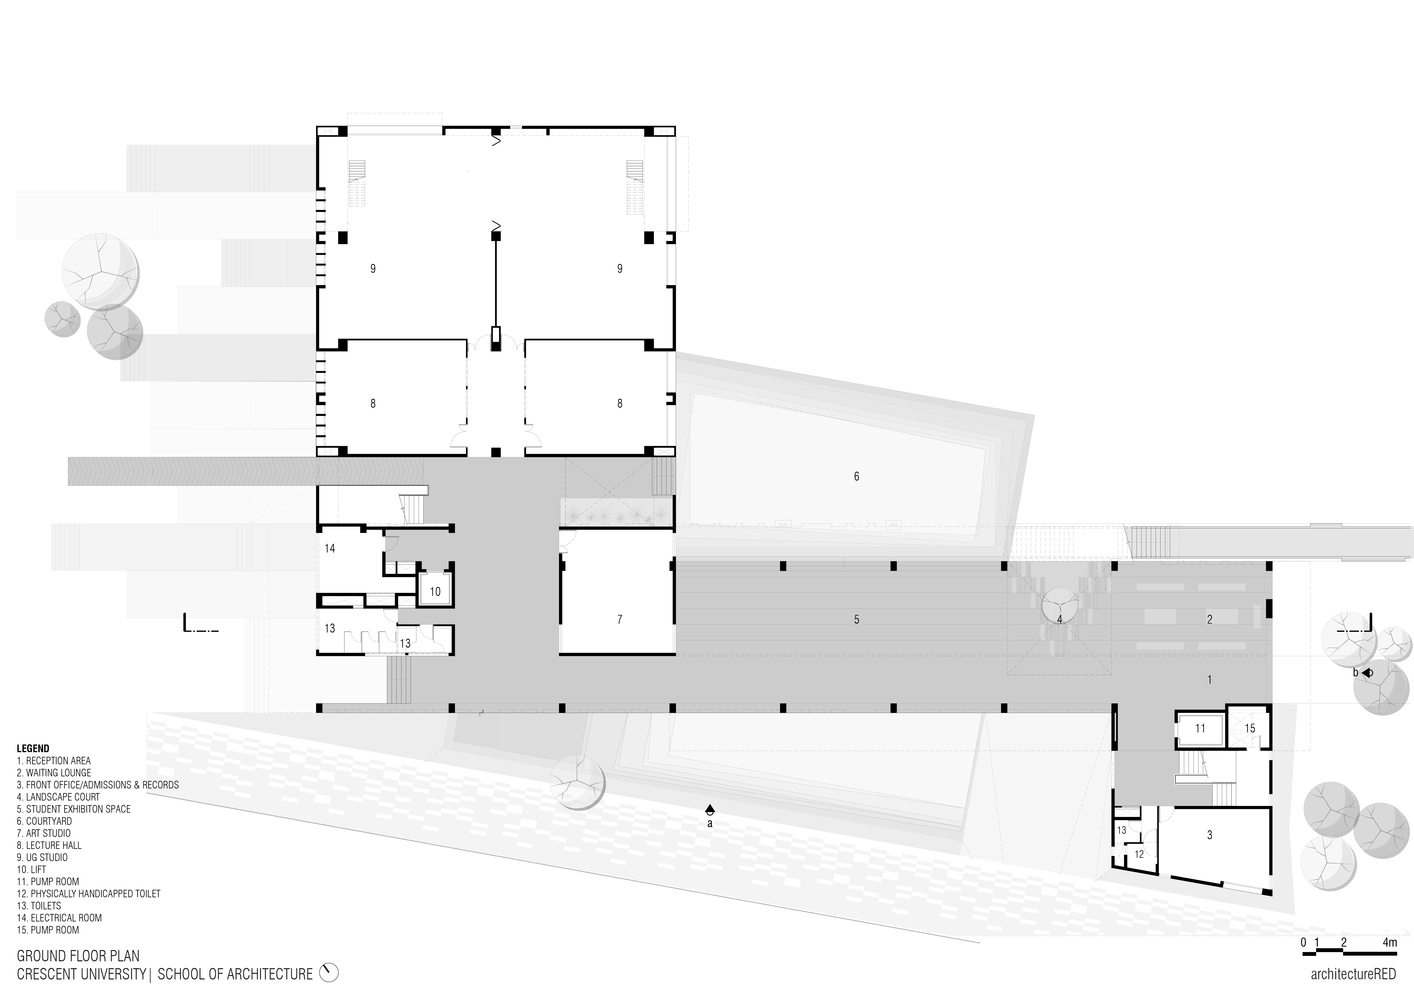 9 9
8 8
6
14
10
13
13
7
5
4
2
1
b
11
15
a
3
13
12
LEGEND
1. RECEPTION AREA
2. WAITING LOUNGE
3. FRONT OFFICE/ADMISSIONS & RECORDS
4. LANDSCAPE COURT
5. STUDENT EXHIBITON SPACE
6. COURTYARD
7. ART STUDIO
8. LECTURE HALL
9. UG STUDIO
10. LIFT
11. PUMP ROOM
12. PHYSICALLY HANDICAPPED TOILET
13. TOILETS
14. ELECTRICAL ROOM
15. PUMP ROOM
GROUND FLOOR PLAN
CRESCENT UNIVERSITY| SCHOOL OF ARCHITECTURE
0 1 2 4m
architectureRED